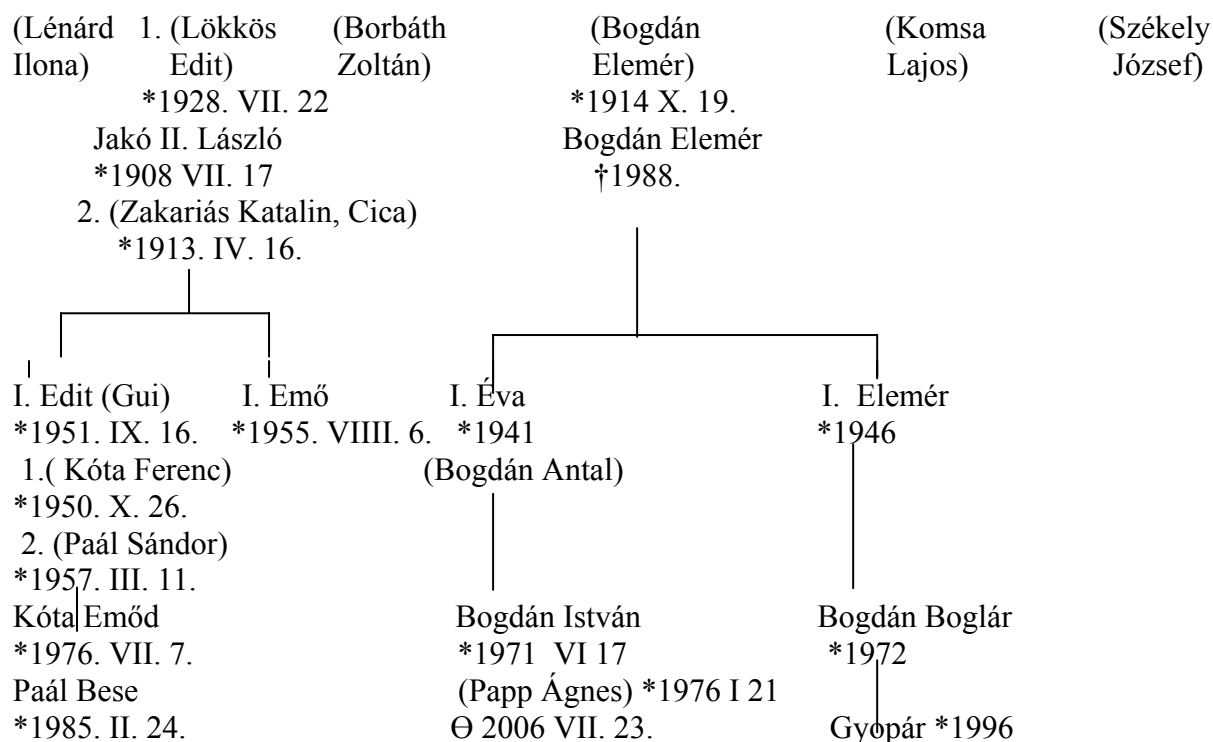 (Lénárd 1. (Lökkös (Borbáth (Bogdán (Komsa (Székely
Ilona) Edit) Zoltán) Elemér) Lajos) József)
*1928. VII. 22 *1914 X. 19.
Jakó II. László Bogdán Elemér
*1908 VII. 17 †1988.
2. (Zakariás Katalin, Cica)
*1913. IV. 16.
I. Edit (Gui) I. Emő I. Éva I. Elemér
*1951. IX. 16. *1955. VIIII. 6. *1941 *1946
1.( Kóta Ferenc) (Bogdán Antal)
*1950. X. 26.
2. (Paál Sándor)
*1957. III. 11.
Kóta Emőd Bogdán István Bogdán Boglár
*1976. VII. 7. *1971 VI 17 *1972
Paál Bese (Papp Ágnes) *1976 I 21
*1985. II. 24. Ѳ 2006 VII. 23. Gyopár *1996